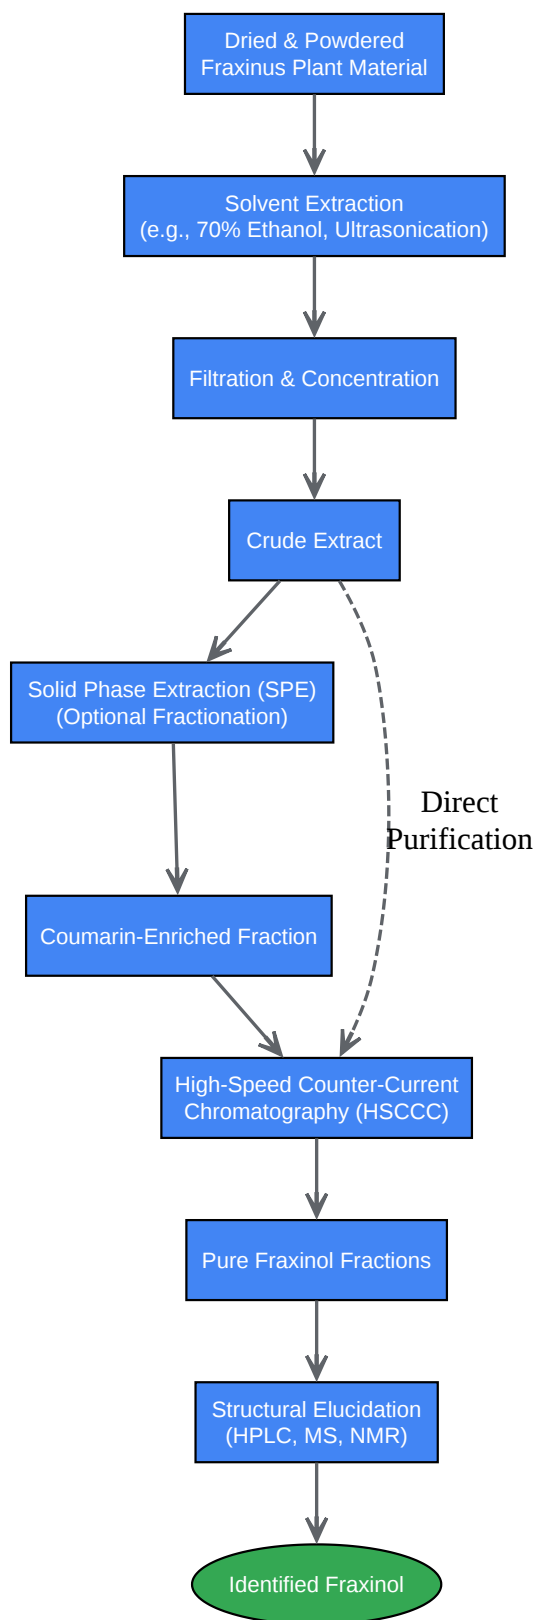 Dried & Powdered
Fraxinus Plant Material
Solvent Extraction
(e.g., 70% Ethanol, Ultrasonication)
Filtration & Concentration
Crude Extract
Solid Phase Extraction (SPE)
(Optional Fractionation)
Direct
Purification
Coumarin-Enriched Fraction
High-Speed Counter-Current
Chromatography (HSCCC)
Pure Fraxinol Fractions
Structural Elucidation
(HPLC, MS, NMR)
Identified Fraxinol